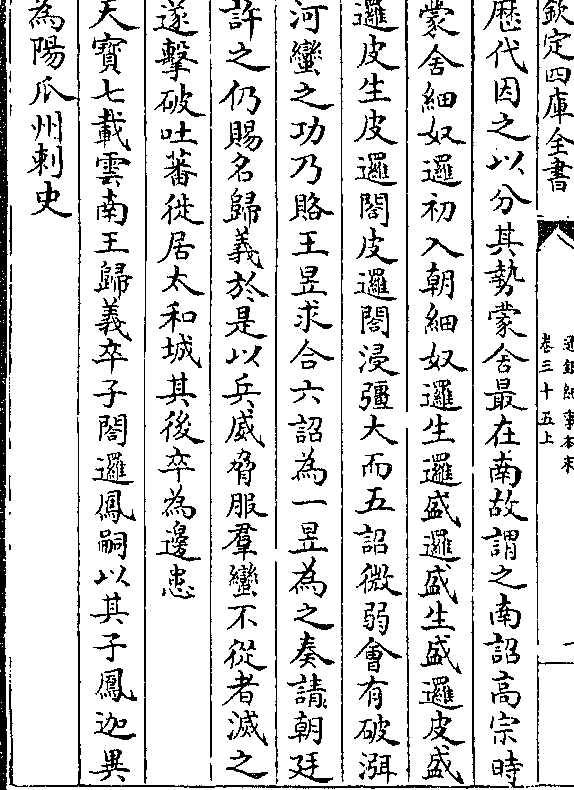 欽定四庫全書
通鑑紀事本末
卷三十五上
一
歴代因之以分其勢蒙舍最在南故謂之南詔高宗時
蒙舍細奴邏初入朝細奴邏生邏盛邏盛生盛邏皮盛
邏皮生皮邏閣皮邏閣浸彊大而五詔微弱會有破洱
河蠻之功乃賂王昱求合六詔為一昱為之奏請朝廷
許之仍賜名歸義於是以兵威脅服羣蠻不從者滅之
遂擊破吐蕃徙居太和城其後卒為邊患
天寳七載雲南王歸義卒子閤邏鳳嗣以其子鳳迦異
為陽瓜州刺史